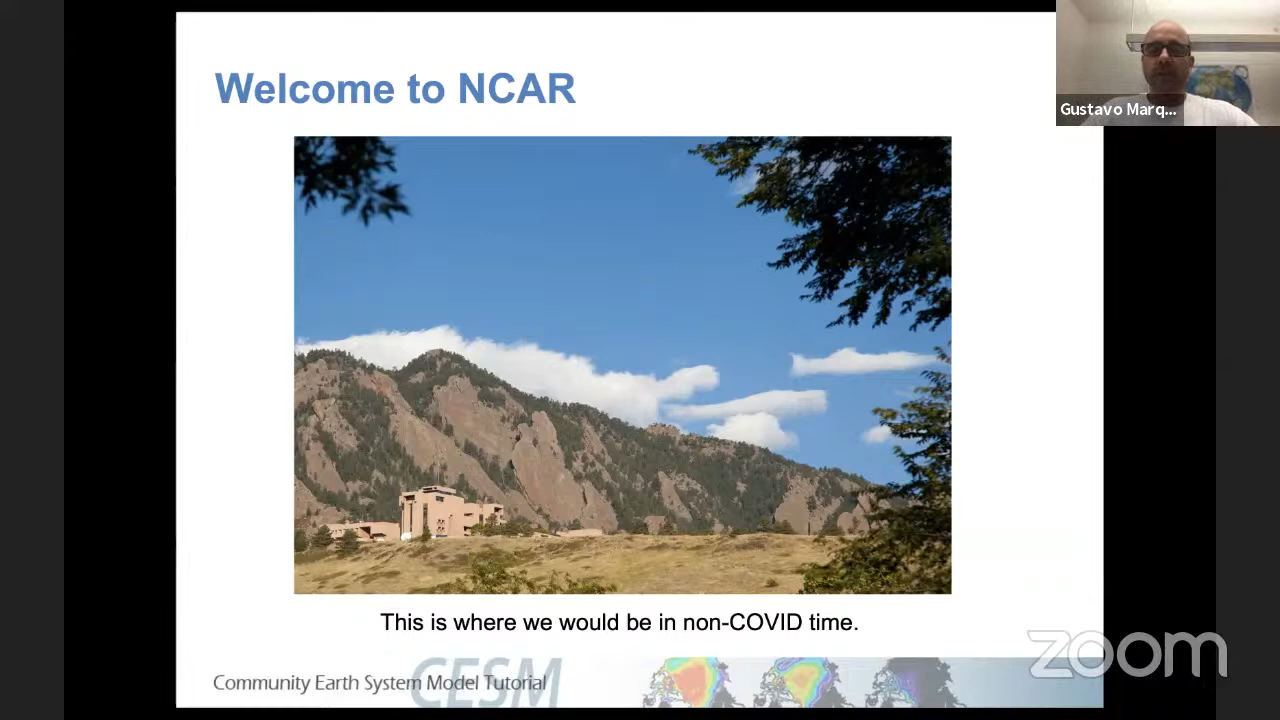 Welcome to NCAR
Gustavo Marq...
This is where we would be in non-COVID time.
CESM
Community Earth System Model Tutorial
zoom